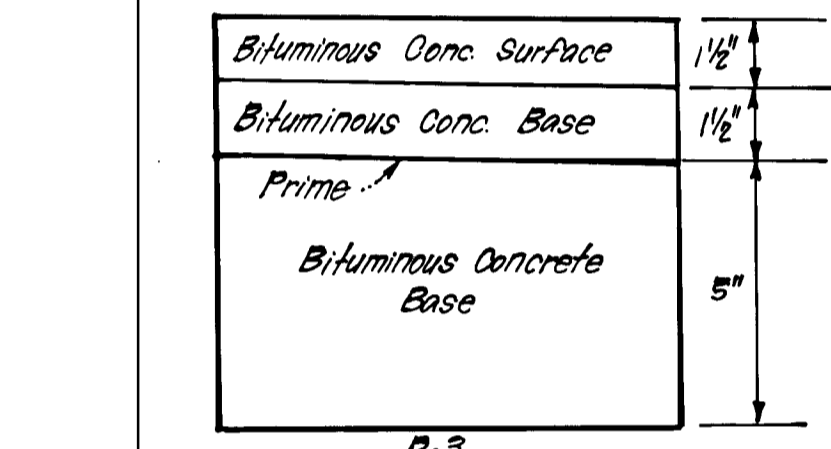 Bituminous Conc. Surface
1½"
Bituminous Conc. Base
1½"
Prime
Bituminous Concrete
Base
5"